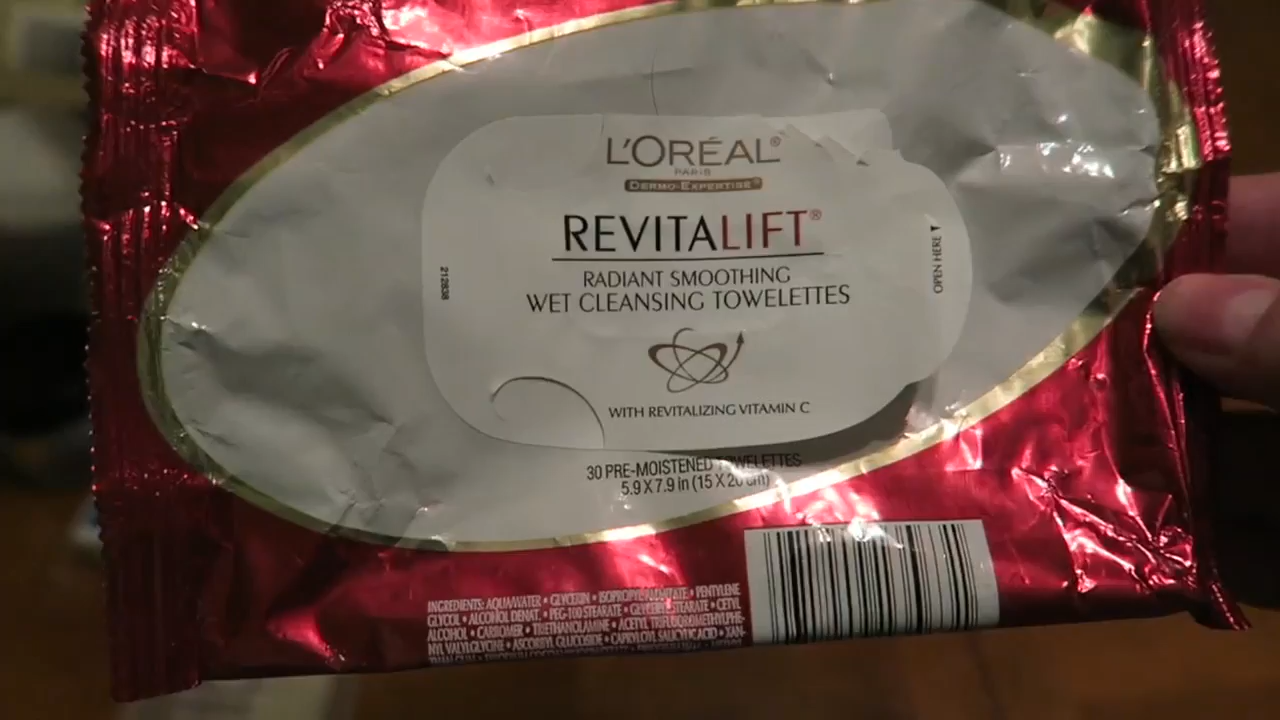 L'ORÉAL®
PARIS
DERMO-EXPERTISE®
REVITALIFT®
RADIANT SMOOTHING
WET CLEANSING TOWELETTES
WITH REVITALIZING VITAMIN C
212838
OPEN HERE ▼
30 PRE-MOISTENED TOWELETTES
5.9 X 7.9 in (15 X 20 cm)
INGREDIENTS: AQUA/WATER • GLYCERIN • ISOPROPYL PALMITATE • PENTYLENE
GLYCOL • ALCOHOL DENAT. • PEG-100 STEARATE • GLYCERYL STEARATE • CETYL
ALCOHOL • CARBOMER • TRIETHANOLAMINE • ACETYL TRIFLUOROMETHYLPHE-
NYL VALYLGLYCINE • ASCORBYL GLUCOSIDE • CAPRYLOYL SALICYLIC ACID • XAN-